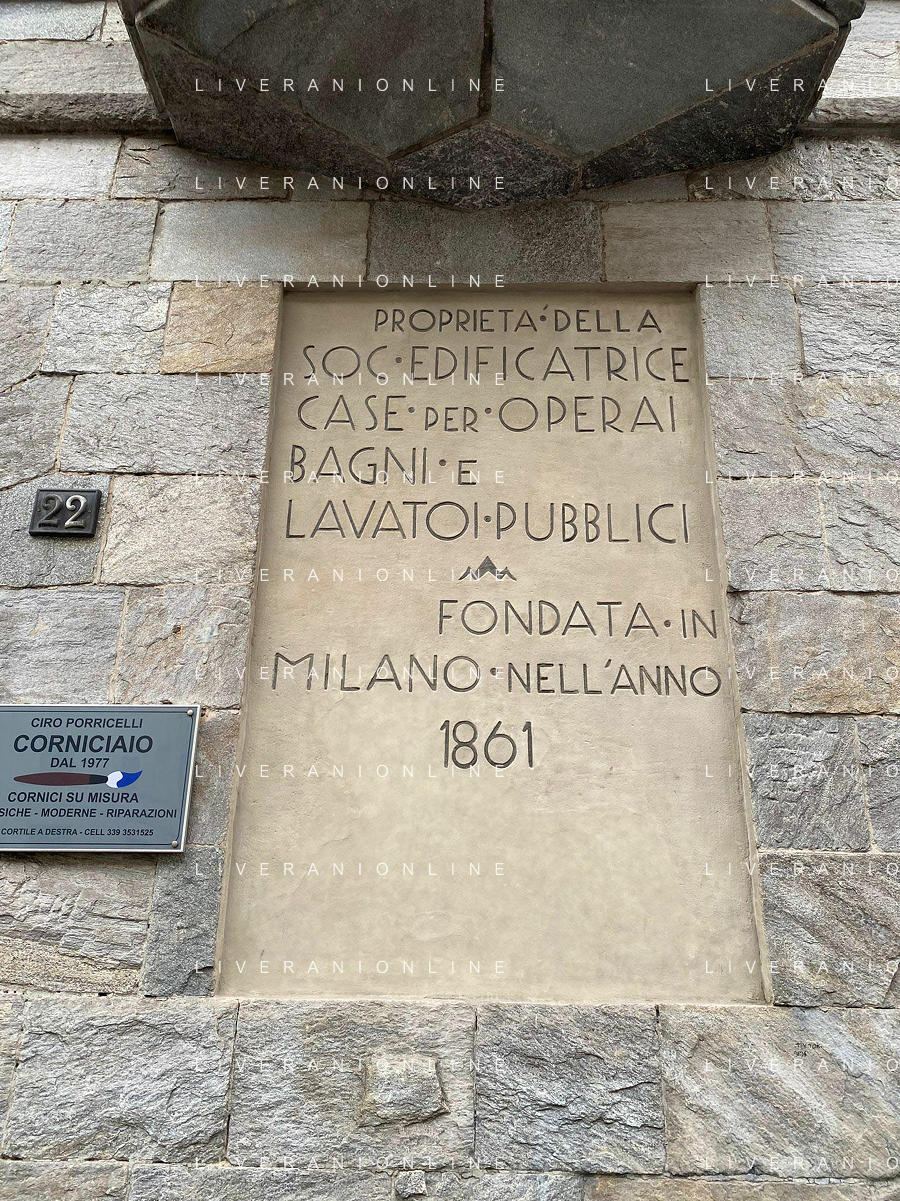 PROPRIETA'·DELLA
SOC·EDIFICATRICE
CASE·PER·OPERAI
BAGNI·E
LAVATOI·PUBBLICI
FONDATA·IN
MILANO·NELL'ANNO
1861
22
CIRO PORRICELLI
CORNICIAIO
DAL 1977
CORNICI SU MISURA
SICHE - MODERNE - RIPARAZIONI
CORTILE A DESTRA - CELL 339 3531525
LIVERANIONLINE